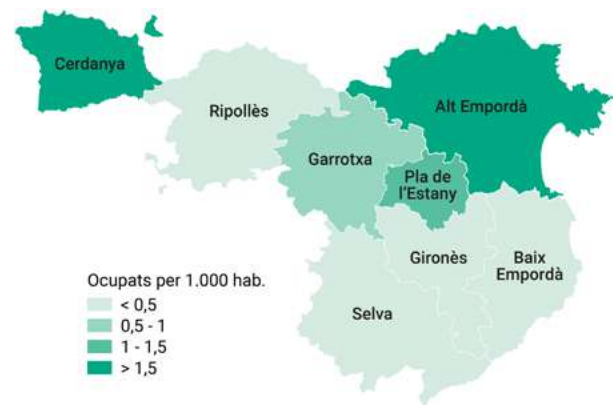 Cerdanya
Ripollès
Alt Empordà
Garrotxa
Pla de
l'Estany
Gironès
Baix
Empordà
Selva
Ocupats per 1.000 hab.
< 0,5
0,5 - 1
1 - 1,5
> 1,5